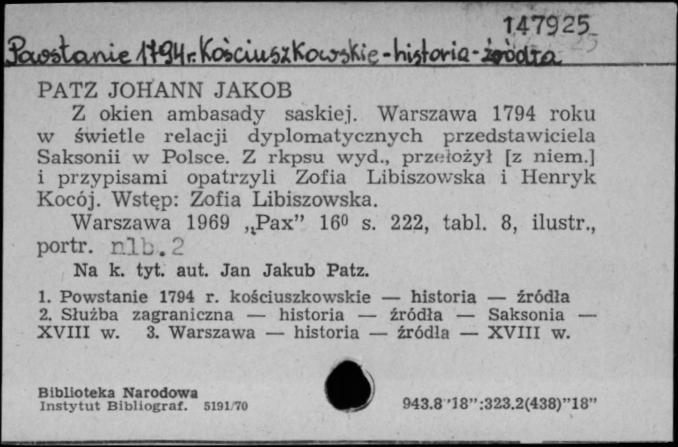 147925
Powstanie 1794 r. Kościuszkowskie - historia - źródła
PATZ JOHANN JAKOB
Z okien ambasady saskiej. Warszawa 1794 roku
w świetle relacji dyplomatycznych przedstawiciela
Saksonii w Polsce. Z rkpsu wyd., przełożył [z niem.]
i przypisami opatrzyli Zofia Libiszowska i Henryk
Kocój. Wstęp: Zofia Libiszowska.
Warszawa 1969 „Pax” 16⁰ s. 222, tabl. 8, ilustr.,
portr. nlb. 2
Na k. tyt. aut. Jan Jakub Patz.
1. Powstanie 1794 r. kościuszkowskie — historia — źródła
2. Służba zagraniczna — historia — źródła — Saksonia —
XVIII w. 3. Warszawa — historia — źródła — XVIII w.
Biblioteka Narodowa
Instytut Bibliograf. 5191/70
943.8"18":323.2(438)"18"